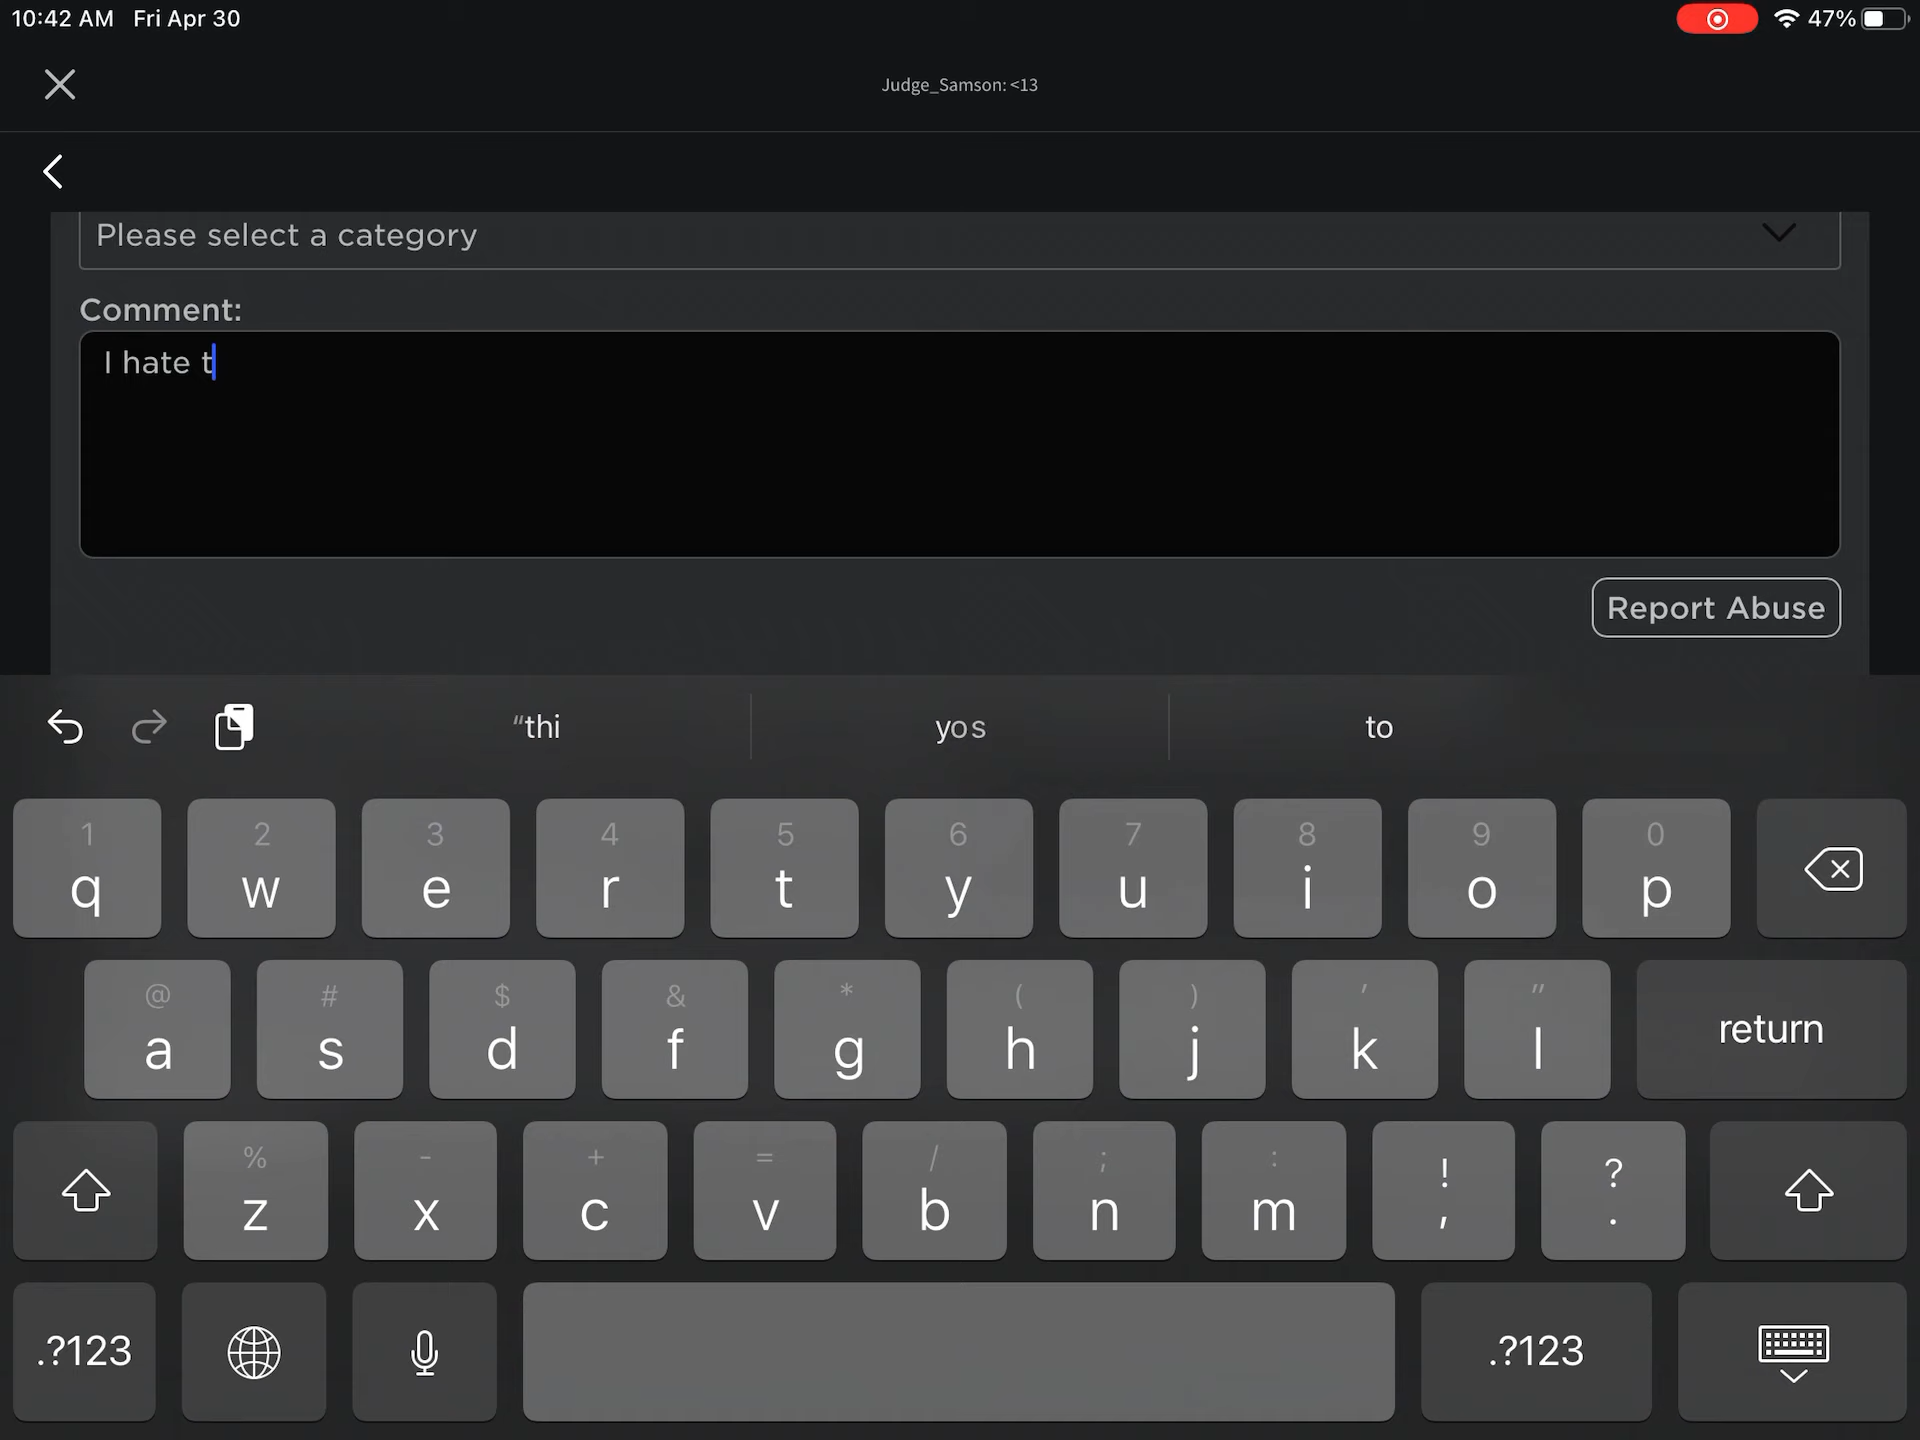 10:42 AM Fri Apr 30
47%
Judge_Samson: <13
Please select a category
Comment:
I hate t
Report Abuse
“thi yos to
1 2 3 4 5 6 7 8 9 0
q w e r t y u i o p
@ # $ & * ( ) ' "
a s d f g h j k l return
% - + = / ; : ! ?
z x c v b n m , .
.?123 .?123